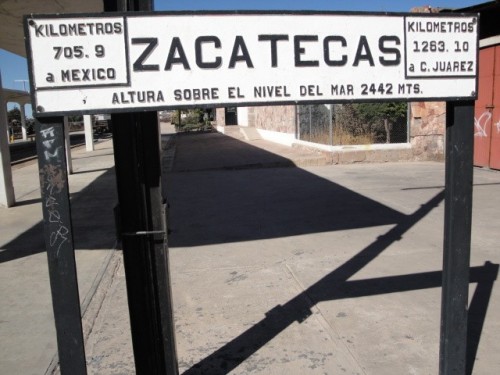 KILOMETROS
705.9
a MEXICO
ZACATECAS
KILOMETROS
1263.10
a C. JUAREZ
ALTURA SOBRE EL NIVEL DEL MAR 2442 MTS.